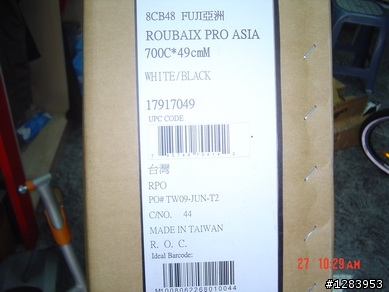 8CB48 FUJI亞洲
ROUBAIX PRO ASIA
700C*49cmM
WHITE/BLACK
17917049
UPC CODE
台灣
RPO
PO# TW09-JUN-T2
C/NO. 44
MADE IN TAIWAN
R. O. C.
Ideal Barcode:
M1008062268010044
27 10:29 AM
#1283953